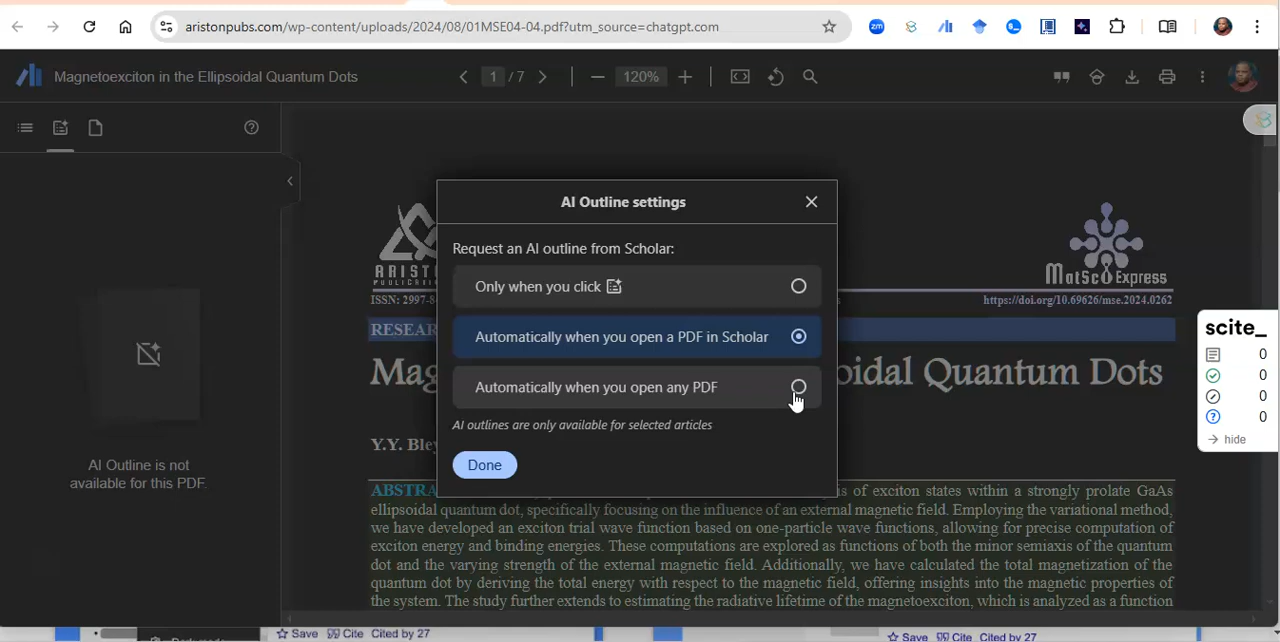 aristonpubs.com/wp-content/uploads/2024/08/01MSE04-04.pdf?utm_source=chatgpt.com
zm
Magnetoexciton in the Ellipsoidal Quantum Dots
1 / 7
120%
AI Outline settings
Request an AI outline from Scholar:
Only when you click
Automatically when you open a PDF in Scholar
Automatically when you open any PDF
AI outlines are only available for selected articles
Done
AI Outline is not
available for this PDF.
ARIST
MatSci Express
ISSN: 2997-8
https://doi.org/10.69626/mse.2024.0262
RESEAR
Mag oidal Quantum Dots
Y.Y. Bley
ABSTRA is of exciton states within a strongly prolate GaAs
ellipsoidal quantum dot, specifically focusing on the influence of an external magnetic field. Employing the variational method,
we have developed an exciton trial wave function based on one-particle wave functions, allowing for precise computation of
exciton energy and binding energies. These computations are explored as functions of both the minor semiaxis of the quantum
dot and the varying strength of the external magnetic field. Additionally, we have calculated the total magnetization of the
quantum dot by deriving the total energy with respect to the magnetic field, offering insights into the magnetic properties of
the system. The study further extends to estimating the radiative lifetime of the magnetoexciton, which is analyzed as a function
scite_
0
0
0
0
→ hide
Save Cite Cited by 27
Save Cite Cited by 27